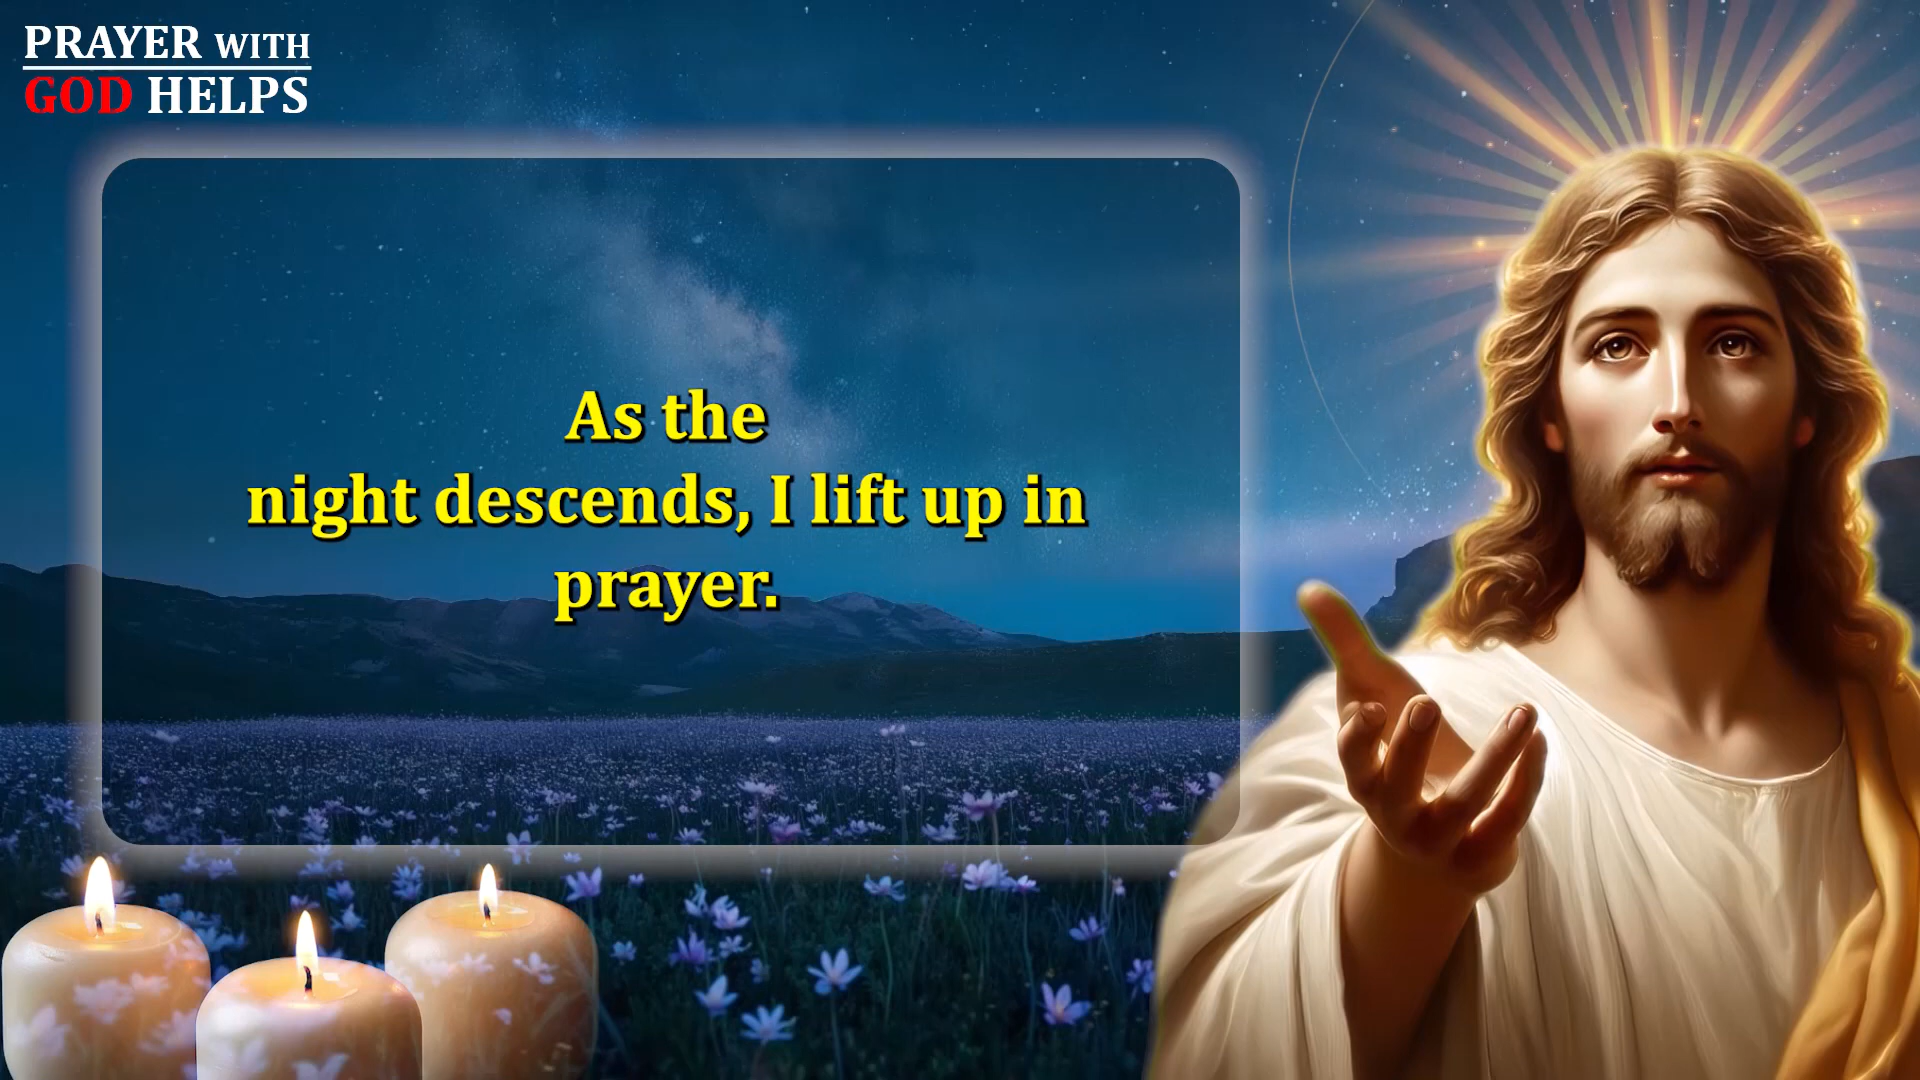 PRAYER WITH
GOD HELPS
As the
night descends, I lift up in
prayer.